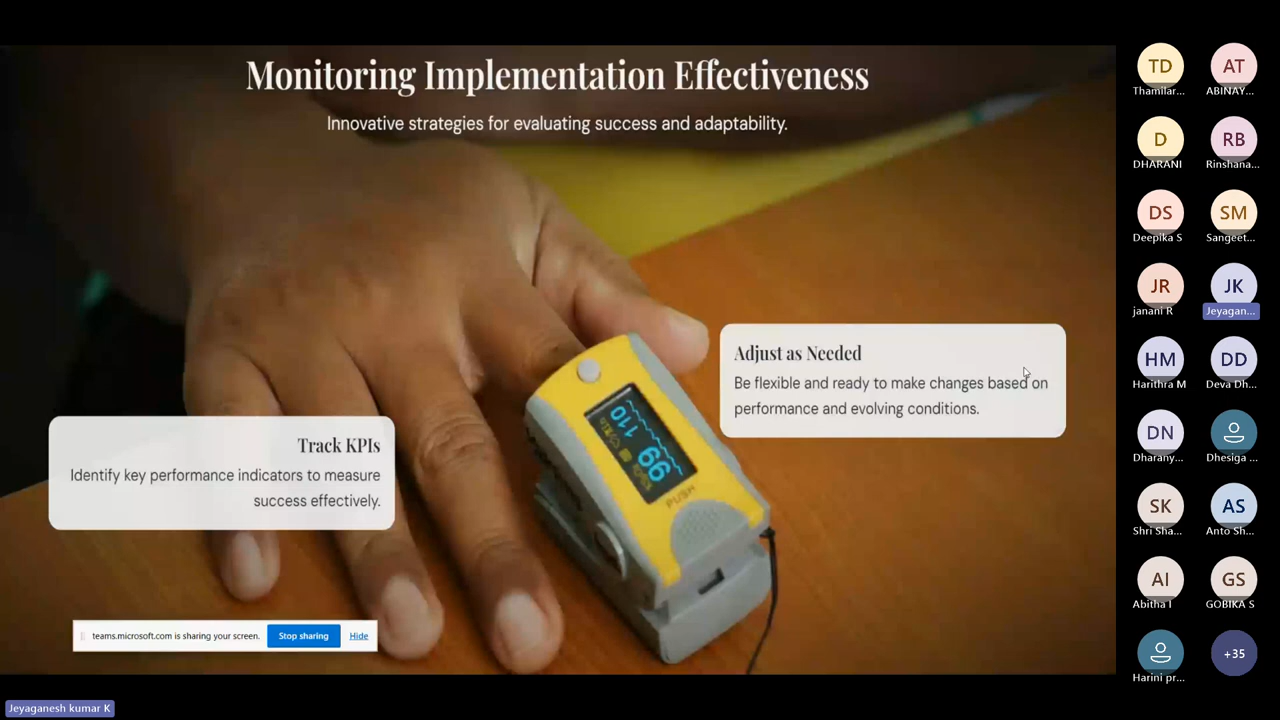 Monitoring Implementation Effectiveness
Innovative strategies for evaluating success and adaptability.
Adjust as Needed
Be flexible and ready to make changes based on
performance and evolving conditions.
Track KPIs
Identify key performance indicators to measure
success effectively.
110
99
PUSH
teams.microsoft.com is sharing your screen.
Stop sharing
Hide
Jeyaganesh kumar K
TD
Thamilar...
AT
ABINAY...
D
DHARANI
RB
Rinshana...
DS
Deepika S
SM
Sangeet...
JR
janani R
JK
Jeyagan...
HM
Harithra M
DD
Deva Dh...
DN
Dharany...
Dhesiga ...
SK
Shri Sha...
AS
Anto Sh...
AI
Abitha I
GS
GOBIKA S
Harini pr...
+35